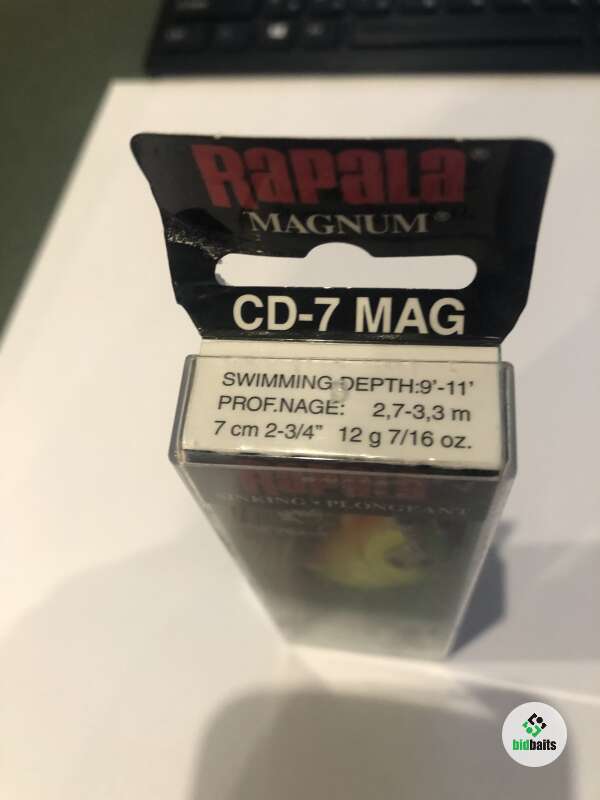 Rapala®
MAGNUM®
CD-7 MAG
SWIMMING DEPTH:9'-11'
PROF.NAGE: 2,7-3,3 m
7 cm 2-3/4" 12 g 7/16 oz.
Rapala
SINKING • PLONGEANT
bidbaits